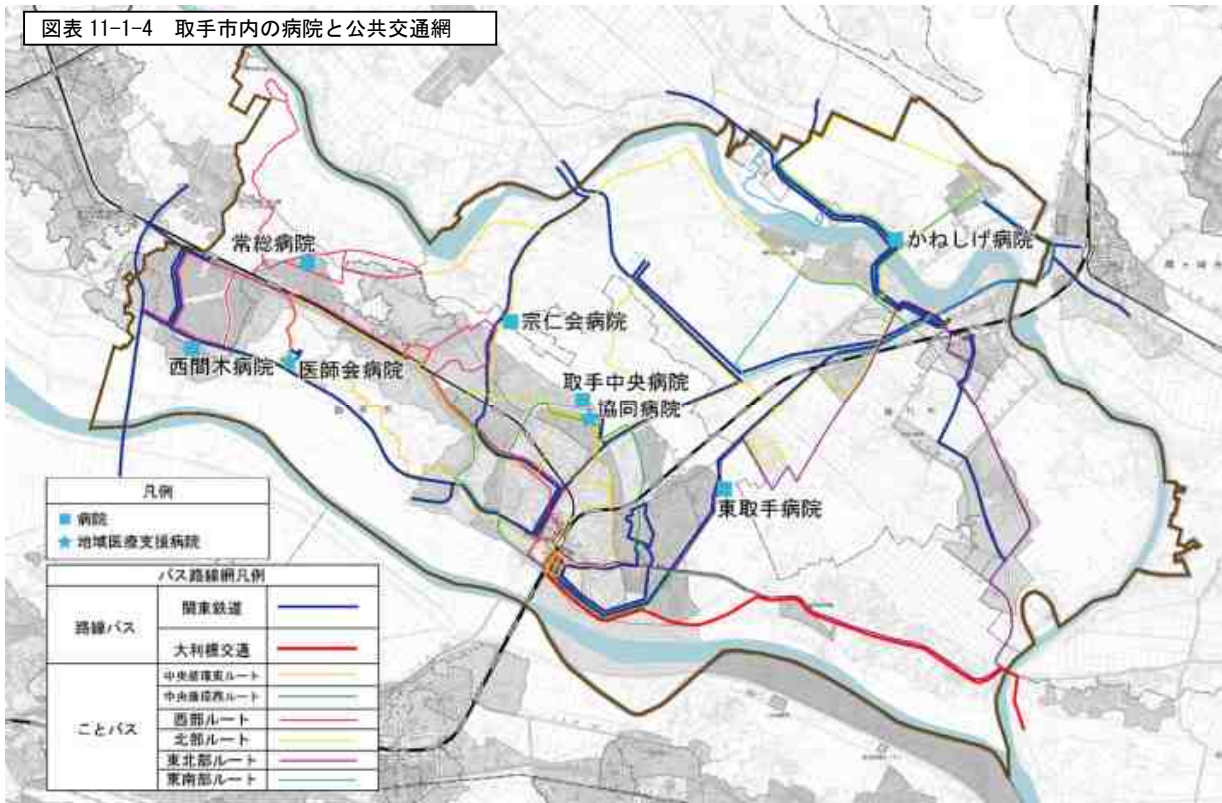 図表 11-1-4 取手市内の病院と公共交通網
かねしげ病院
常総病院
宗仁会病院
西間木病院
医師会病院
取手中央病院
協同病院
東取手病院
凡例
病院
地域医療支援病院
バス路線網凡例
路線バス
関東鉄道
大利根交通
ことバス
中央循環東ルート
中央循環西ルート
西部ルート
北部ルート
東北部ルート
東南部ルート